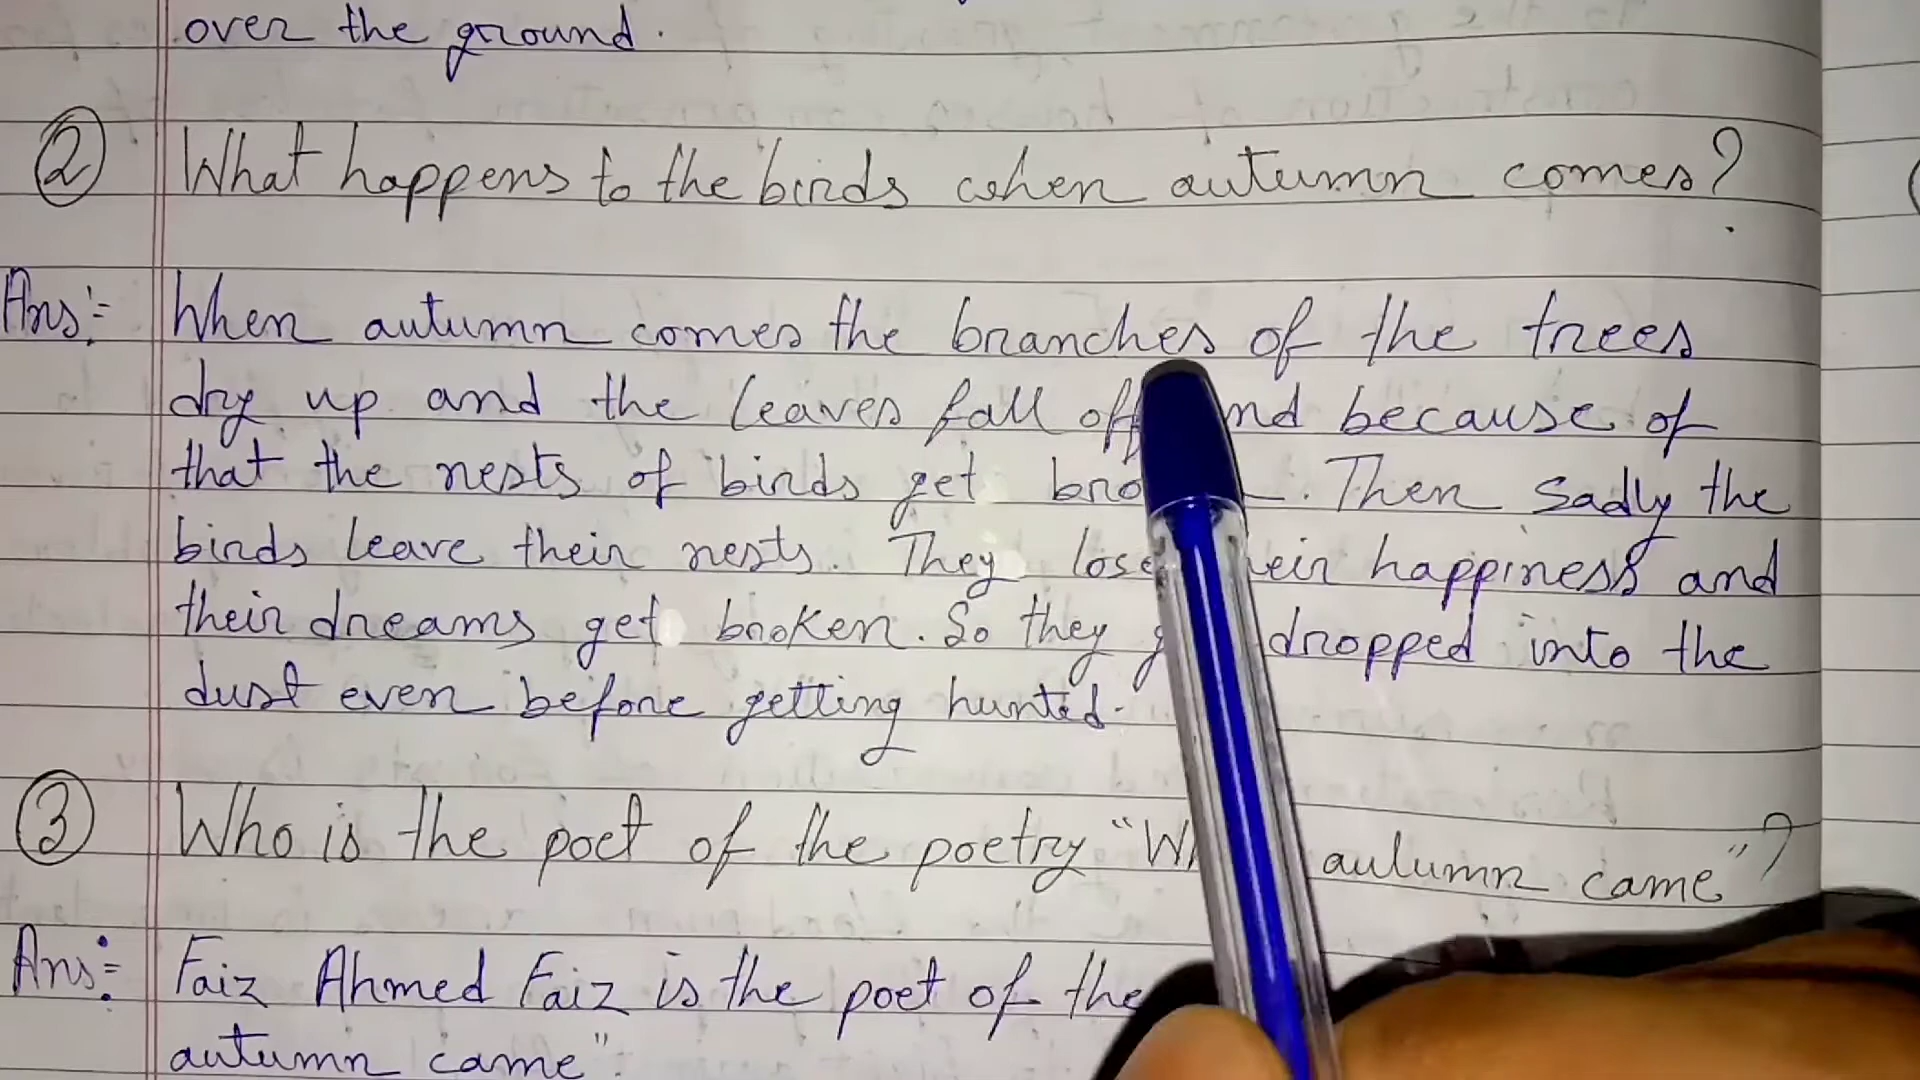 over the ground.
② What happens to the birds when autumn comes?
Ans:- When autumn comes the branches of the trees
dry up and the leaves fall off and because of
that the nests of birds get . Then sadly the
birds leave their nests. They lose their happiness and
their dreams get broken. So they dropped into the
dust even before getting hunted.
③ Who is the poet of the poetry " autumn came"?
Ans:- Faiz Ahmed Faiz is the poet of the
autumn came".